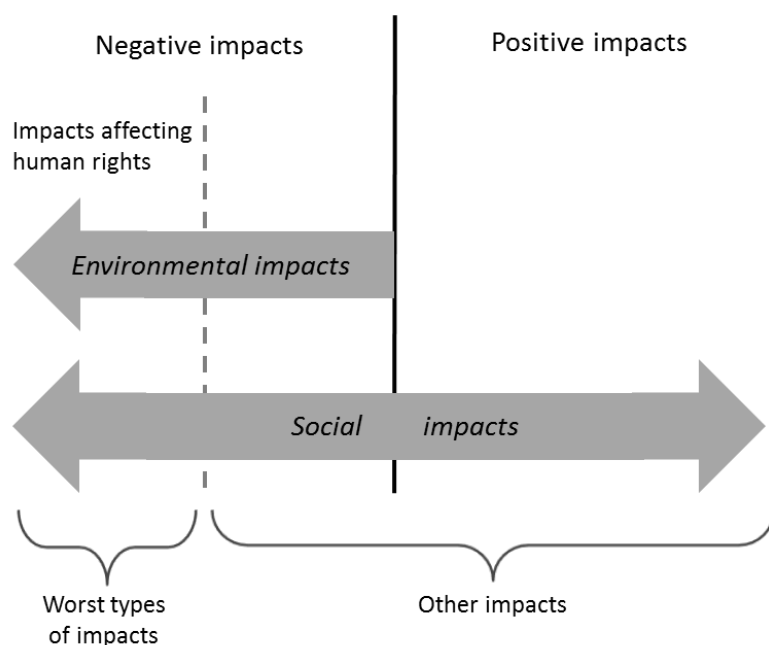 Negative impacts
Positive impacts
Impacts affecting
human rights
Environmental impacts
Social impacts
Worst types
of impacts
Other impacts